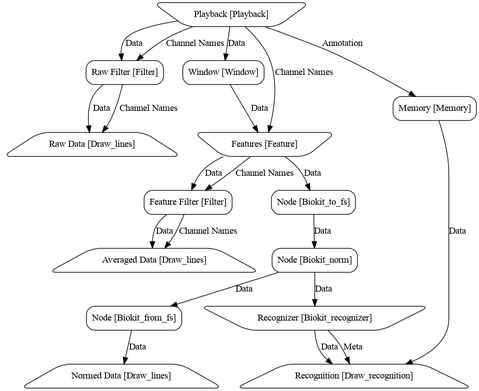 Playback [Playback]
Data
Channel Names
Data
Channel Names
Annotation
Raw Filter [Filter]
Window [Window]
Memory [Memory]
Data
Channel Names
Data
Raw Data [Draw_lines]
Features [Feature]
Data
Channel Names
Data
Feature Filter [Filter]
Node [Biokit_to_fs]
Data
Channel Names
Data
Data
Averaged Data [Draw_lines]
Node [Biokit_norm]
Data
Data
Node [Biokit_from_fs]
Recognizer [Biokit_recognizer]
Data
Data
Meta
Normed Data [Draw_lines]
Recognition [Draw_recognition]